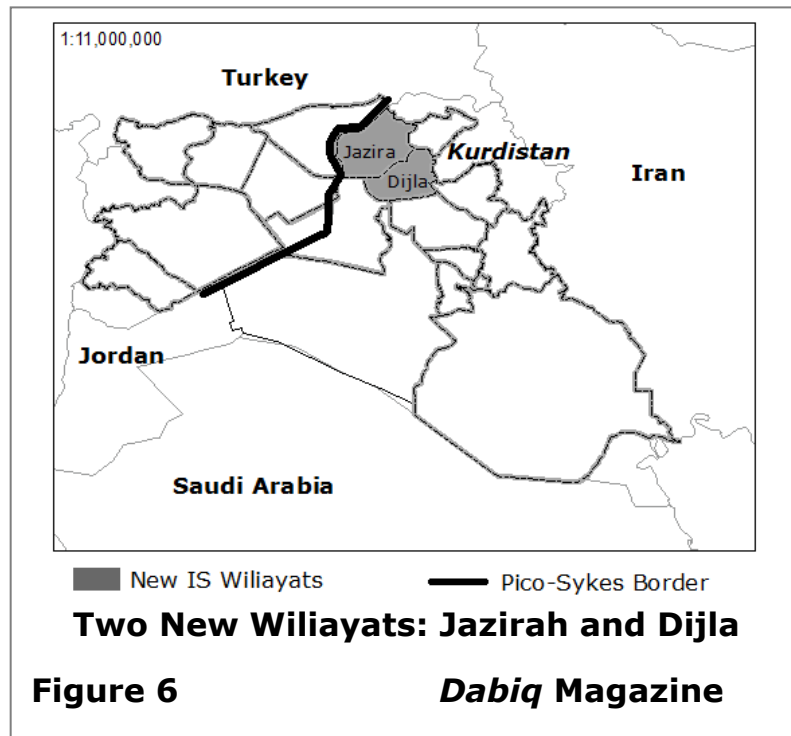 1:11,000,000
Turkey
Jazira
Kurdistan
Dijla
Iran
Jordan
Saudi Arabia
New IS Wiliayats
Pico-Sykes Border
Two New Wiliayats: Jazirah and Dijla
Figure 6 Dabiq Magazine